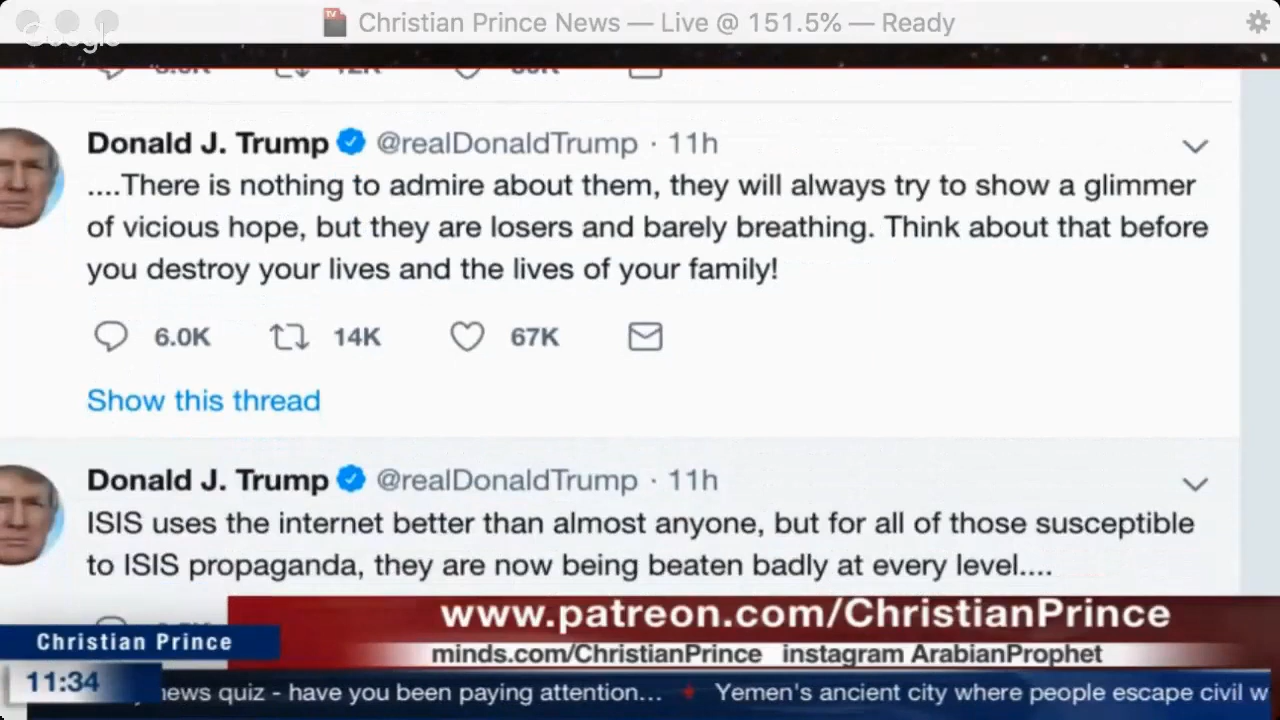 Christian Prince News — Live @ 151.5% — Ready
Google
Donald J. Trump @realDonaldTrump · 11h
....There is nothing to admire about them, they will always try to show a glimmer
of vicious hope, but they are losers and barely breathing. Think about that before
you destroy your lives and the lives of your family!
6.0K 14K 67K
Show this thread
Donald J. Trump @realDonaldTrump · 11h
ISIS uses the internet better than almost anyone, but for all of those susceptible
to ISIS propaganda, they are now being beaten badly at every level....
www.patreon.com/ChristianPrince
Christian Prince
minds.com/ChristianPrince instagram ArabianProphet
11:34
news quiz - have you been paying attention... Yemen's ancient city where people escape civil w